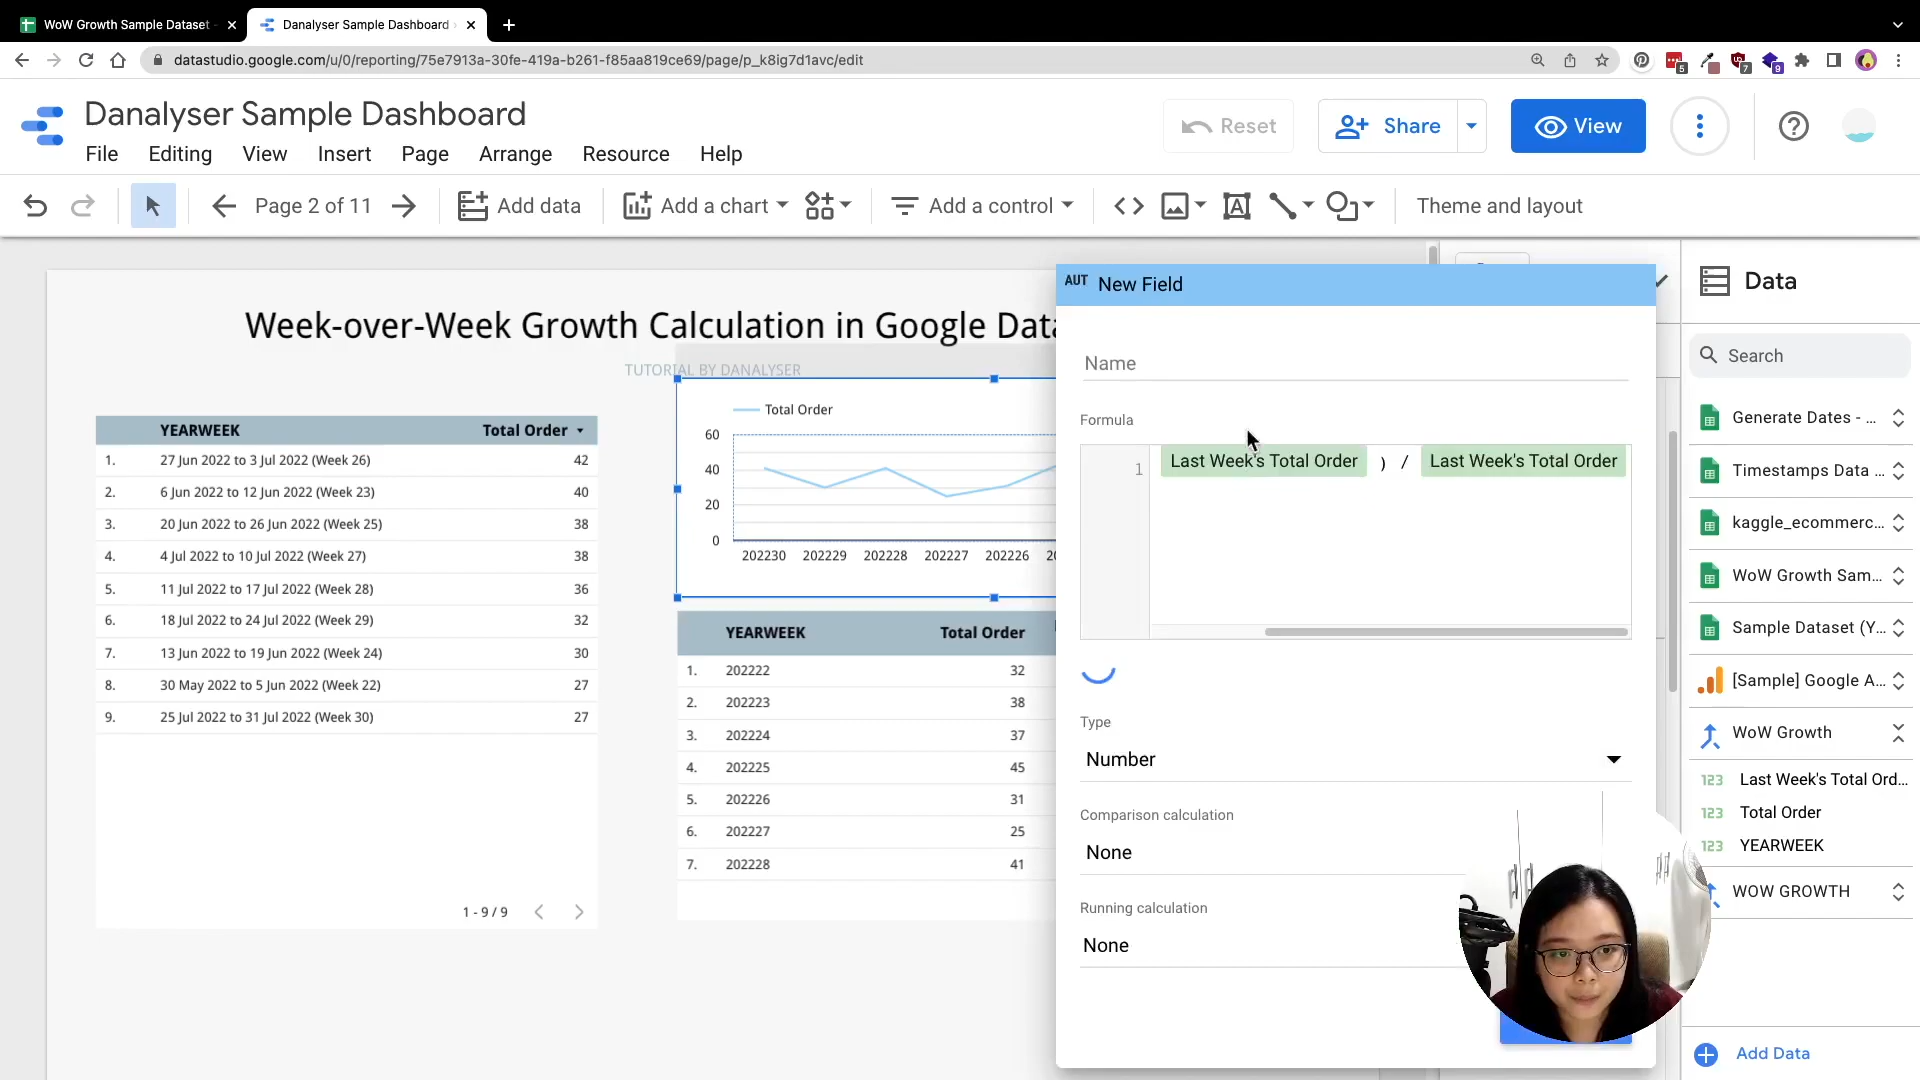 WoW Growth Sample Dataset -
Danalyser Sample Dashboard
datastudio.google.com/u/0/reporting/75e7913a-30fe-419a-b261-f85aa819ce69/page/p_k8ig7d1avc/edit
5
7
9
Danalyser Sample Dashboard
Reset
Share
View
File Editing View Insert Page Arrange Resource Help
Page 2 of 11
Add data
Add a chart
Add a control
Theme and layout
Week-over-Week Growth Calculation in Google Data
TUTORIAL BY DANALYSER
YEARWEEK Total Order
1. 27 Jun 2022 to 3 Jul 2022 (Week 26) 42
2. 6 Jun 2022 to 12 Jun 2022 (Week 23) 40
3. 20 Jun 2022 to 26 Jun 2022 (Week 25) 38
4. 4 Jul 2022 to 10 Jul 2022 (Week 27) 38
5. 11 Jul 2022 to 17 Jul 2022 (Week 28) 36
6. 18 Jul 2022 to 24 Jul 2022 (Week 29) 32
7. 13 Jun 2022 to 19 Jun 2022 (Week 24) 30
8. 30 May 2022 to 5 Jun 2022 (Week 22) 27
9. 25 Jul 2022 to 31 Jul 2022 (Week 30) 27
1 - 9 / 9
Total Order
60
40
20
0
202230 202229 202228 202227 202226
YEARWEEK Total Order
1. 202222 32
2. 202223 38
3. 202224 37
4. 202225 45
5. 202226 31
6. 202227 25
7. 202228 41
AUT New Field
Name
Formula
1 Last Week's Total Order ) / Last Week's Total Order
Type
Number
Comparison calculation
None
Running calculation
None
Data
Search
Generate Dates - ...
Timestamps Data ...
kaggle_ecommerc...
WoW Growth Sam...
Sample Dataset (Y...
[Sample] Google A...
WoW Growth
123 Last Week's Total Ord...
123 Total Order
123 YEARWEEK
WOW GROWTH
Add Data